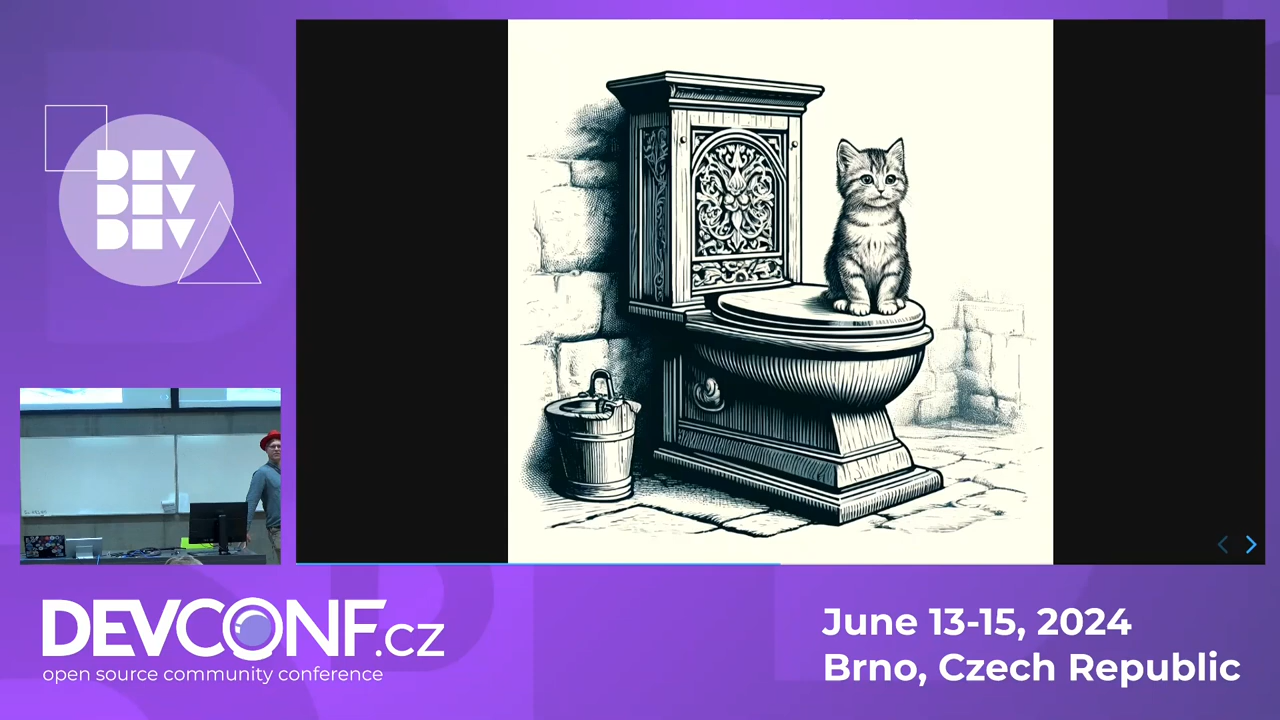 DEV
DEV
DEV
DEVCONF.cz
open source community conference
June 13-15, 2024
Brno, Czech Republic